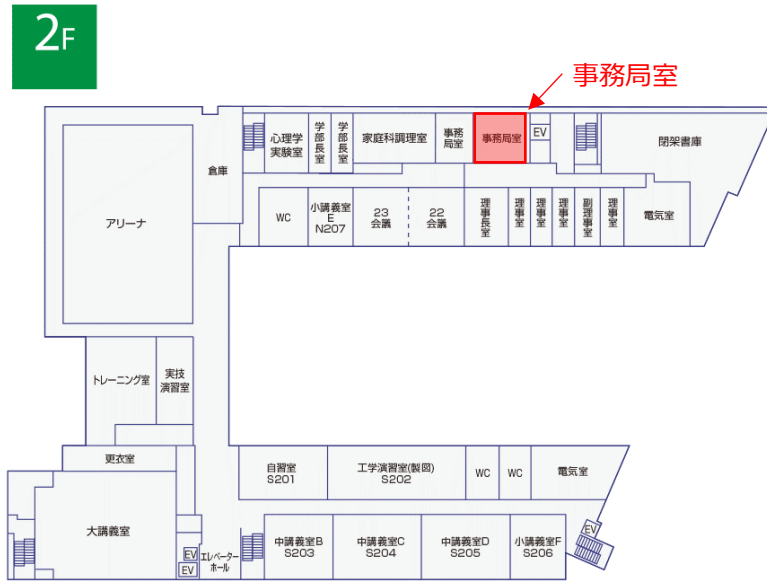 2F
事務局室
心理学
実験室
学部長室
学部長室
家庭科調理室
事務
局室
事務局室
EV
閉架書庫
倉庫
アリーナ
WC
小講義室
E
N207
23
会議
22
会議
理事長室
理事室
理事室
理事室
副理事室
理事室
電気室
トレーニング室
実技
演習室
更衣室
自習室
S201
工学演習室(製図)
S202
WC
WC
電気室
大講義室
EV
EV
エレベーター
ホール
中講義室B
S203
中講義室C
S204
中講義室D
S205
小講義室F
S206
EV